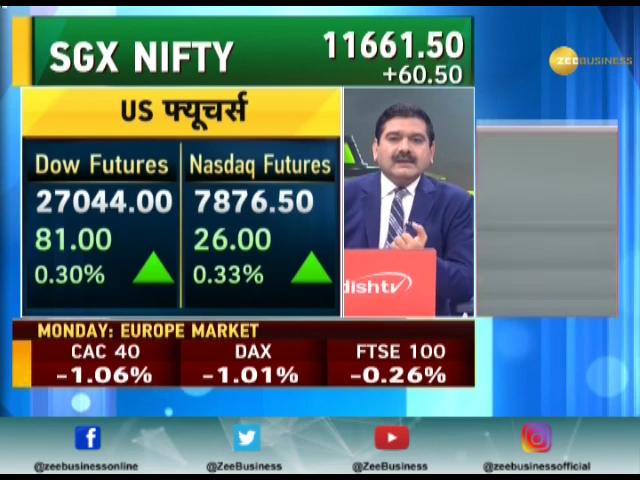 SGX NIFTY
11661.50
+60.50
ZEEBUSINESS
US फ्यूचर्स
Dow Futures
27044.00
81.00
0.30%
Nasdaq Futures
7876.50
26.00
0.33%
dishtv
MONDAY: EUROPE MARKET
CAC 40
-1.06%
DAX
-1.01%
FTSE 100
-0.26%
@zeebusinessonline
@ZeeBusiness
@ZeeBusiness
@zeebusinessofficial